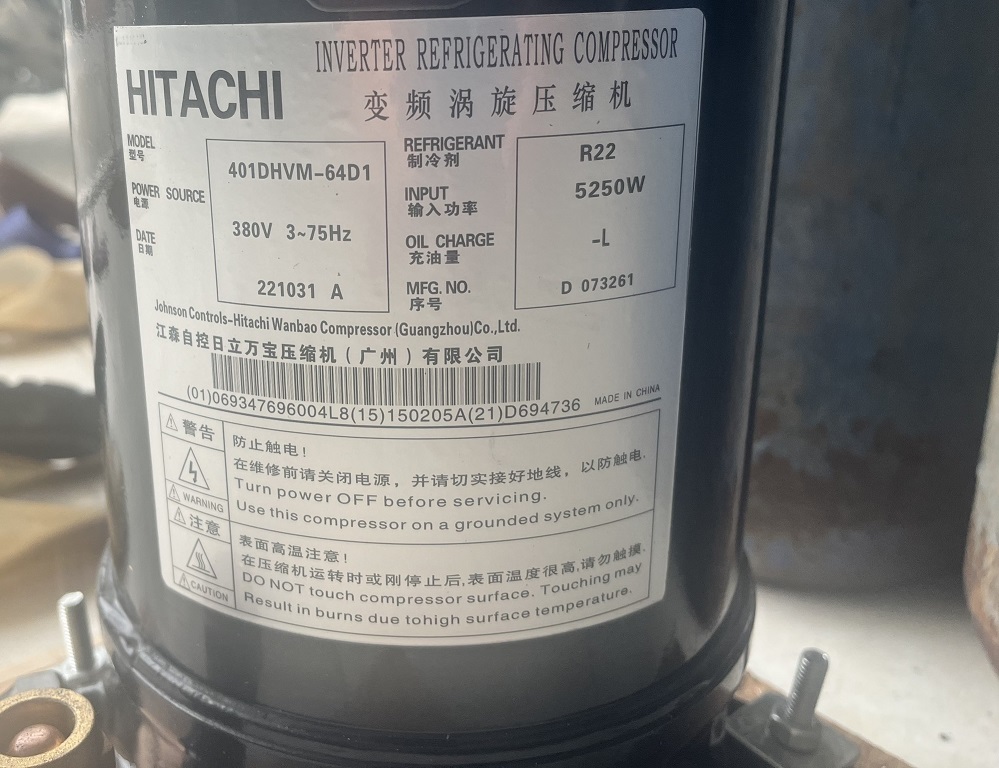 INVERTER REFRIGERATING COMPRESSOR
HITACHI
变频涡旋压缩机
MODEL 401DHVM-64D1
型号
POWER SOURCE 380V 3~75Hz
电源
DATE 221031 A
日期
REFRIGERANT R22
制冷剂
INPUT 5250W
输入功率
OIL CHARGE -L
充油量
MFG. NO. D 073261
序号
Johnson Controls-Hitachi Wanbao Compressor (Guangzhou)Co.,Ltd.
江森自控日立万宝压缩机(广州)有限公司
(01)069347696004L8(15)150205A(21)D694736
MADE IN CHINA
警告
WARNING
防止触电!
在维修前请关闭电源，并请切实接好地线，以防触电.
Turn power OFF before servicing.
Use this compressor on a grounded system only.
注意
CAUTION
表面高温注意!
在压缩机运转时或刚停止后,表面温度很高,请勿触摸.
DO NOT touch compressor surface. Touching may
Result in burns due tohigh surface temperature.